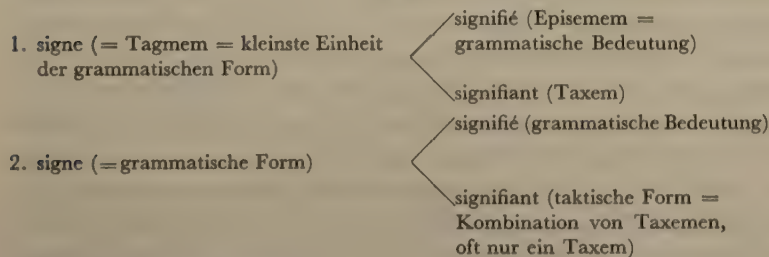 signifié (Epismem =
1. signe (= Tagmem = kleinste Einheit
grammatische Bedeutung)
der grammatischen Form)
signifiant (Taxem)
signifié (grammatische Bedeutung)
2. signe (=grammatische Form)
signifiant (taktische Form =
Kombination von Taxemen,
oft nur ein Taxem)